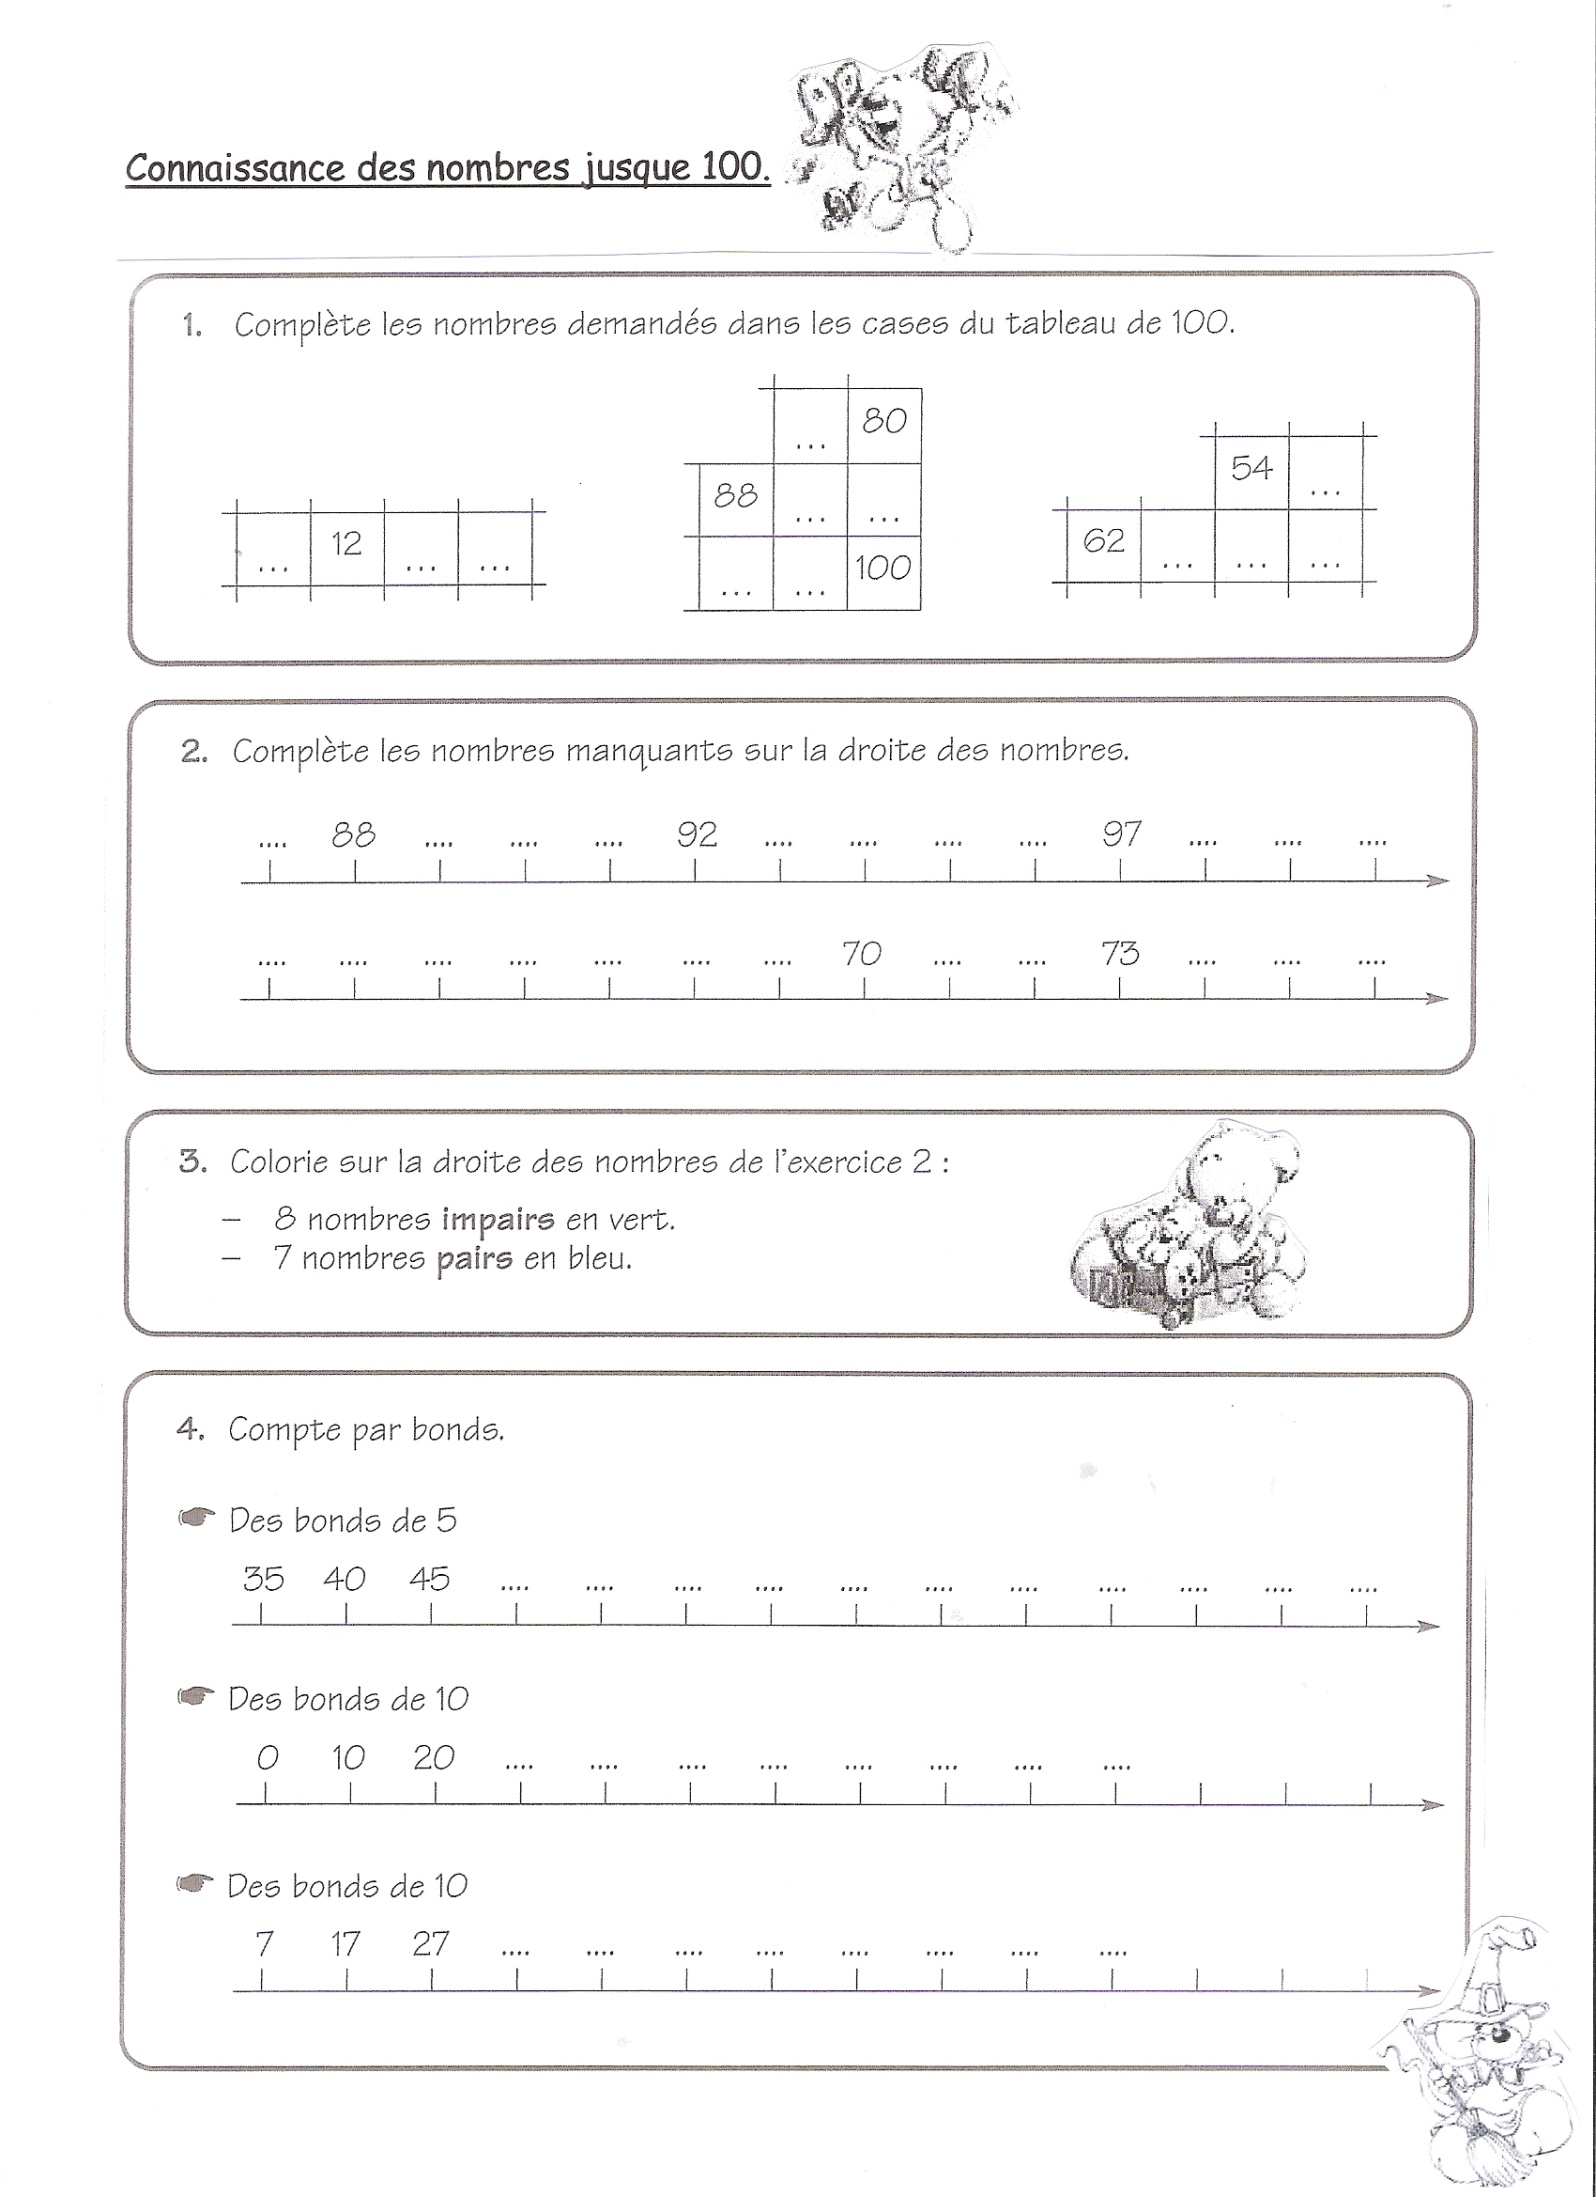 Connaissance des nombres jusque 100.
1. Complète les nombres demandés dans les cases du tableau de 100.
... 12 ... ...
... 80
88 ... ...
... ... 100
54 ...
62 ... ... ...
2. Complète les nombres manquants sur la droite des nombres.
.... 88 .... .... .... 92 .... .... .... .... 97 .... .... ....
.... .... .... .... .... .... .... 70 .... .... 73 .... .... ....
3. Colorie sur la droite des nombres de l'exercice 2 :
– 8 nombres impairs en vert.
– 7 nombres pairs en bleu.
4. Compte par bonds.
Des bonds de 5
35 40 45 .... .... .... .... .... .... .... .... .... .... ....
Des bonds de 10
0 10 20 .... .... .... .... .... .... .... ....
Des bonds de 10
7 17 27 .... .... .... .... .... .... .... ....